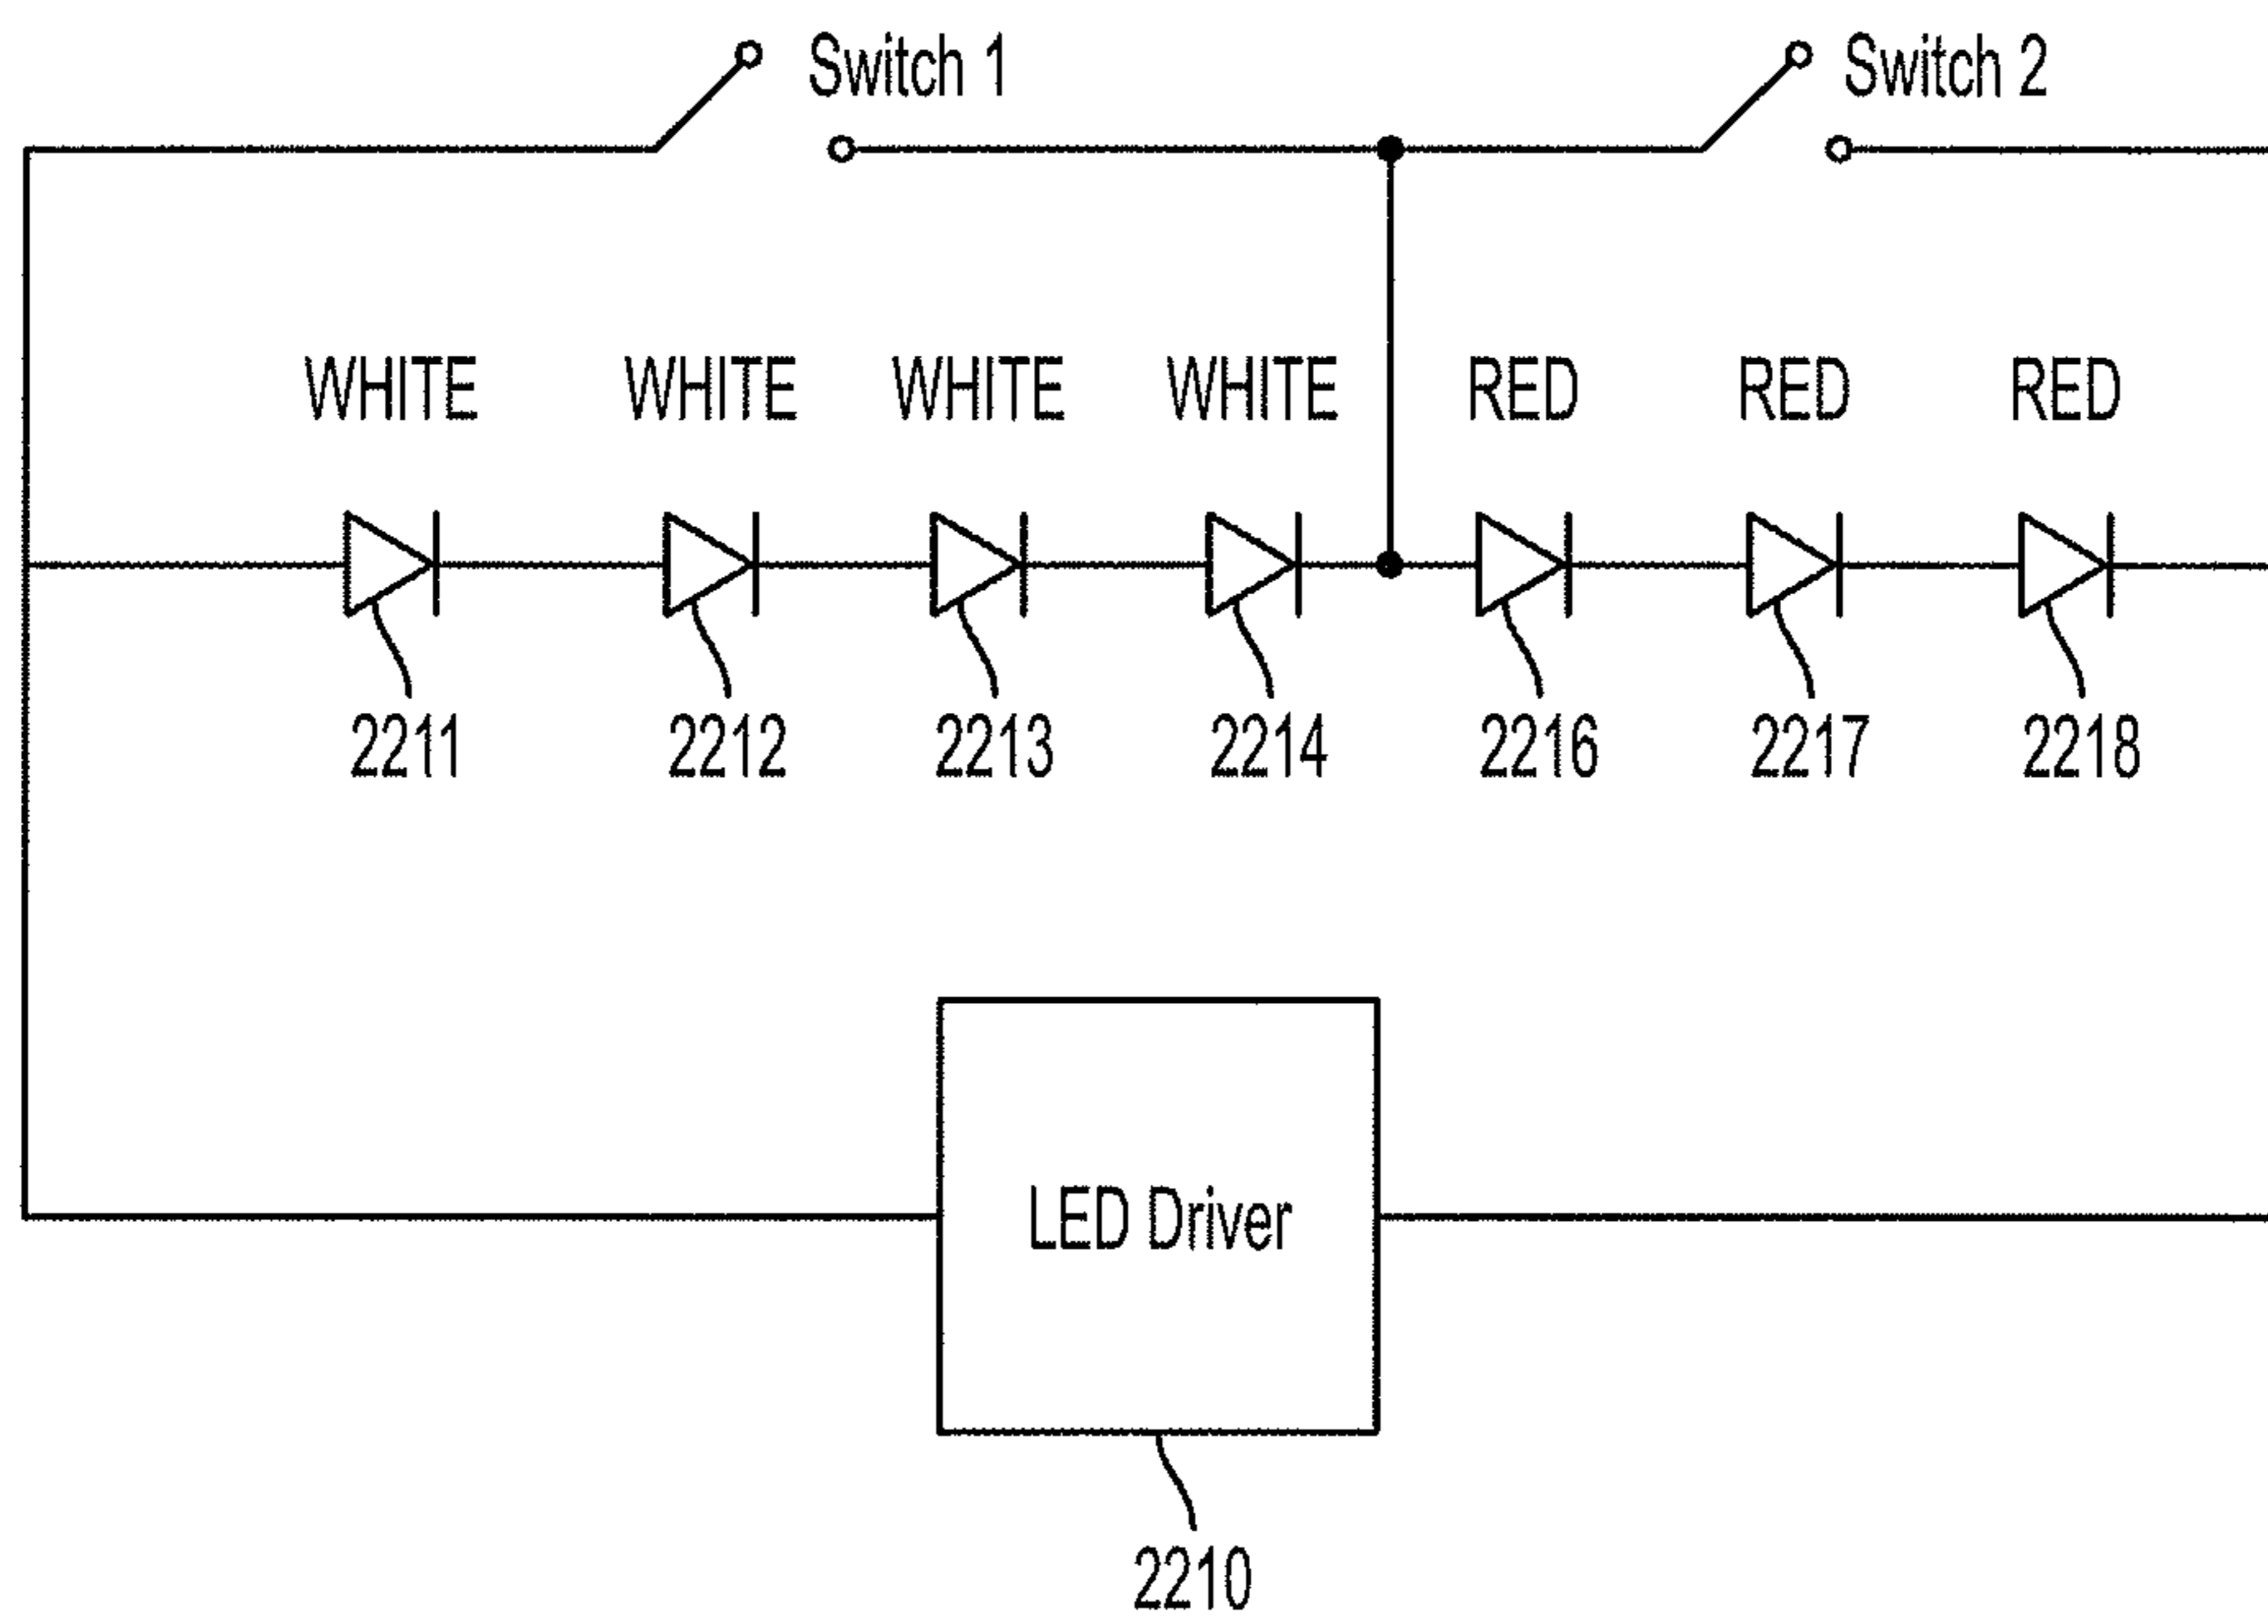 Switch 1 Switch 2
WHITE WHITE WHITE WHITE RED RED RED
2211 2212 2213 2214 2216 2217 2218
LED Driver
2210